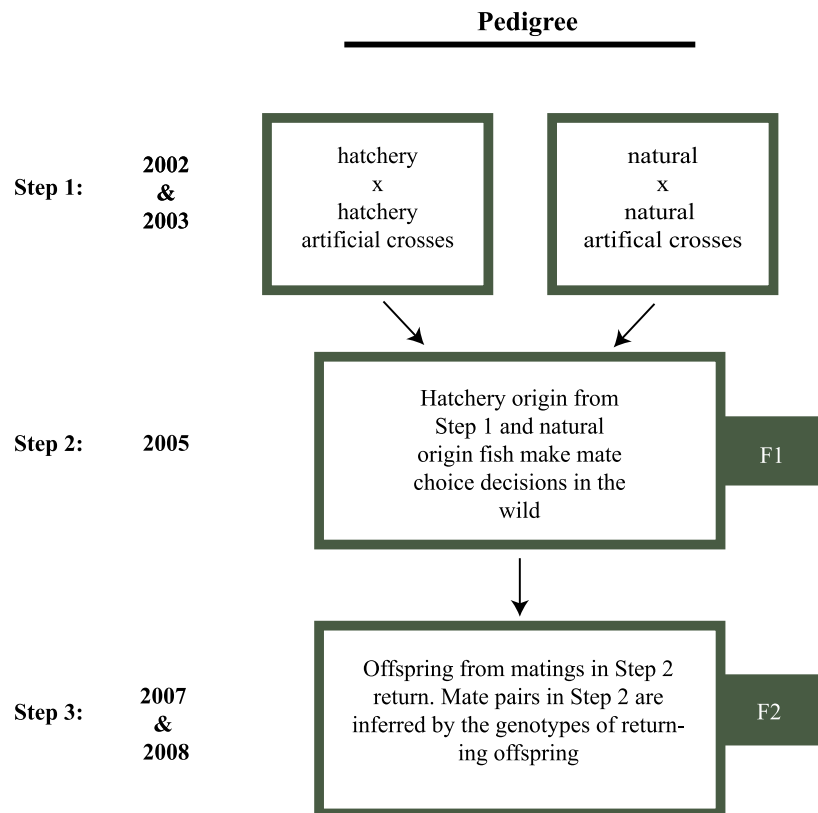 Pedigree
Step 1:
2002
&
2003
hatchery
x
hatchery
artificial crosses
natural
x
natural
artifical crosses
Step 2:
2005
Hatchery origin from
Step 1 and natural
origin fish make mate
choice decisions in the
wild
F1
Step 3:
2007
&
2008
Offspring from matings in Step 2
return. Mate pairs in Step 2 are
inferred by the genotypes of return-
ing offspring
F2